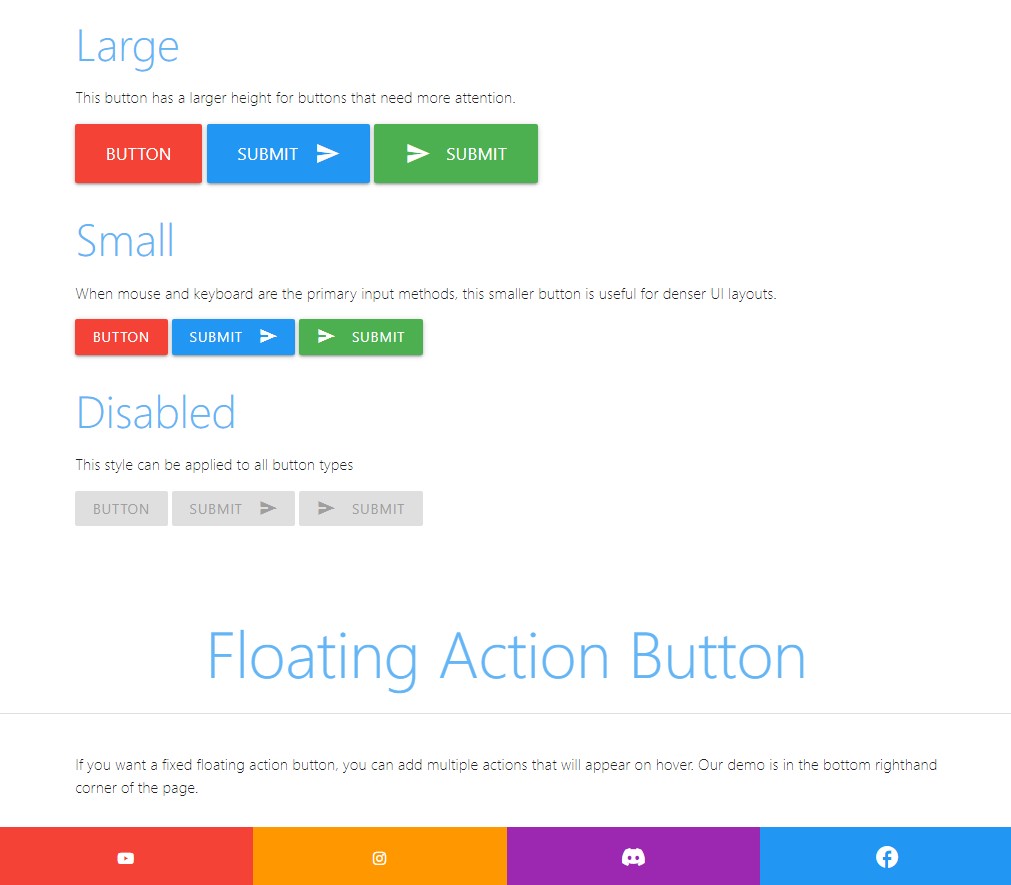 Large
This button has a larger height for buttons that need more attention.
BUTTON SUBMIT SUBMIT
Small
When mouse and keyboard are the primary input methods, this smaller button is useful for denser UI layouts.
BUTTON SUBMIT SUBMIT
Disabled
This style can be applied to all button types
BUTTON SUBMIT SUBMIT
Floating Action Button
If you want a fixed floating action button, you can add multiple actions that will appear on hover. Our demo is in the bottom righthand
corner of the page.